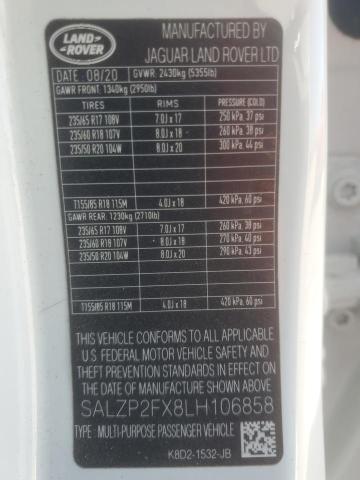 LAND
ROVER
MFD. BY
JAGUAR LAND ROVER LTD
DATE : 08/20 GVWR: 2430kg (5355lb)
GAWR FRONT: 1340kg (2950lb)
TIRES RIMS PRESSURE (COLD)
235/65 R17 108V 7.0J x 17 250 kPa, 37 psi
235/60 R18 107V 8.0J x 18 260 kPa, 38 psi
235/50 R20 104W 8.0J x 20 300 kPa, 44 psi
T155/85 R18 115M 4.0J x 18 420 kPa, 60 psi
GAWR REAR: 1230kg (2710lb)
235/65 R17 108V 7.0J x 17 260 kPa, 38 psi
235/60 R18 107V 8.0J x 18 270 kPa, 40 psi
235/50 R20 104W 8.0J x 20 290 kPa, 43 psi
T155/85 R18 115M 4.0J x 18 420 kPa, 60 psi
THIS VEHICLE CONFORMS TO ALL APPLICABLE
U.S. FEDERAL MOTOR VEHICLE SAFETY STANDARDS
IN EFFECT ON THE DATE OF MANUFACTURE
SHOWN ABOVE.
SALZP2FX8LH106858
TYPE : MULTI-PURPOSE PASSENGER VEHICLE
K8D2-1532-JB